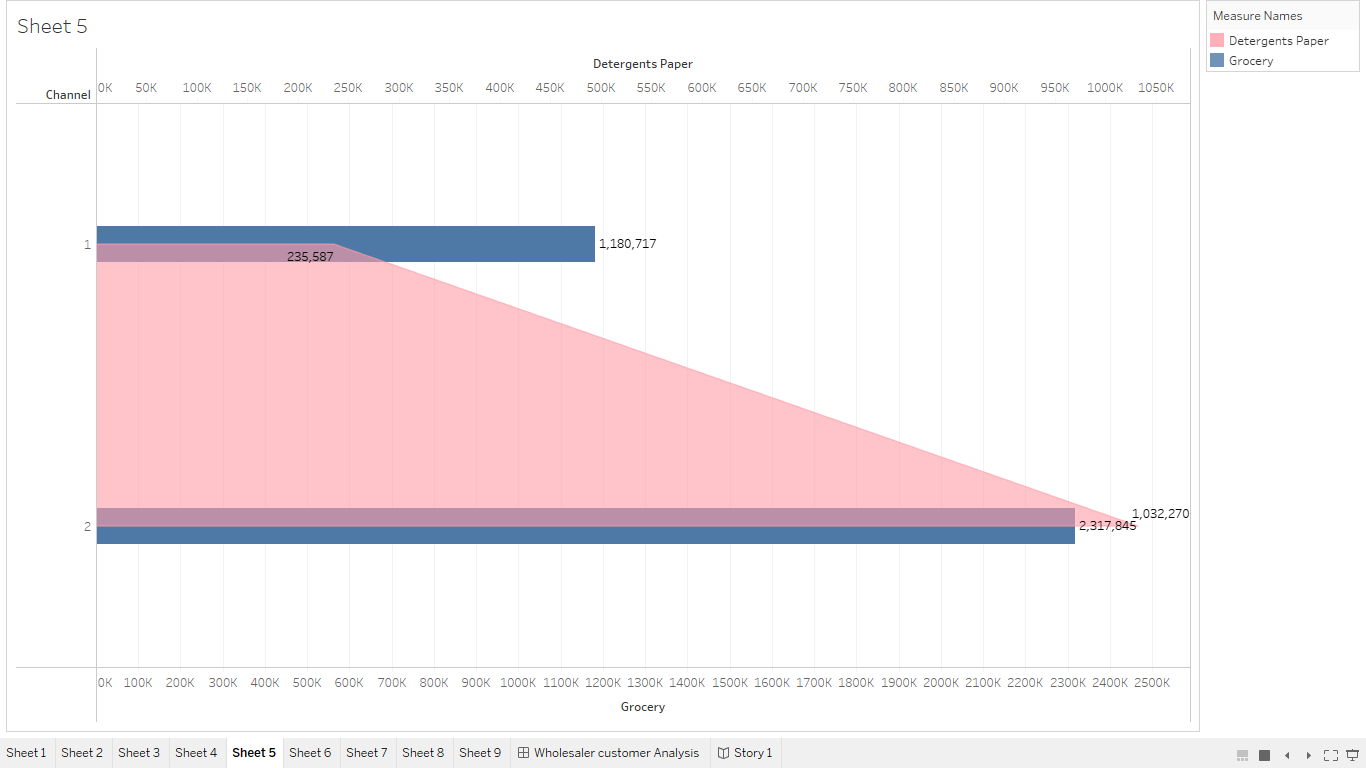 Sheet 5
Measure Names
Detergents Paper
Grocery
Detergents Paper
Channel
0K 50K 100K 150K 200K 250K 300K 350K 400K 450K 500K 550K 600K 650K 700K 750K 800K 850K 900K 950K 1000K 1050K
1
1,180,717
235,587
2
1,032,270
2,317,845
0K 100K 200K 300K 400K 500K 600K 700K 800K 900K 1000K 1100K 1200K 1300K 1400K 1500K 1600K 1700K 1800K 1900K 2000K 2100K 2200K 2300K 2400K 2500K
Grocery
Sheet 1 Sheet 2 Sheet 3 Sheet 4 Sheet 5 Sheet 6 Sheet 7 Sheet 8 Sheet 9 Wholesaler customer Analysis Story 1